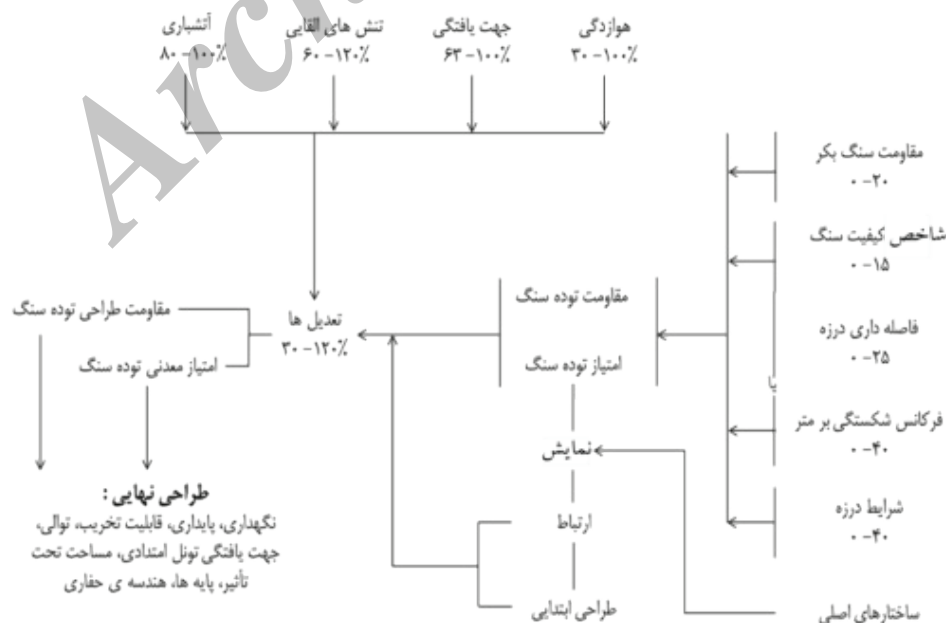 آتشباری
۸۰-۱۰۰٪
تنش های القایی
۶۰-۱۲۰٪
جهت یافتگی
۶۳-۱۰۰٪
هوازدگی
۳۰-۱۰۰٪
مقاومت سنگ بکر
۰-۲۰
شاخص کیفیت سنگ
۰-۱۵
فاصله داری درزه
۰-۲۵
یا
فرکانس شکستگی بر متر
۰-۴۰
شرایط درزه
۰-۴۰
ساختارهای اصلی
مقاومت توده سنگ
امتیاز توده سنگ
نمایش
ارتباط
طراحی ابتدایی
تعدیل ها
۳۰-۱۲۰٪
مقاومت طراحی توده سنگ
امتیاز معدنی توده سنگ
طراحی نهایی :
نگهداری، پایداری، قابلیت تخریب، توالی،
جهت یافتگی تونل امتدادی، مساحت تحت
تأثیر، پایه ها، هندسه ی حفاری